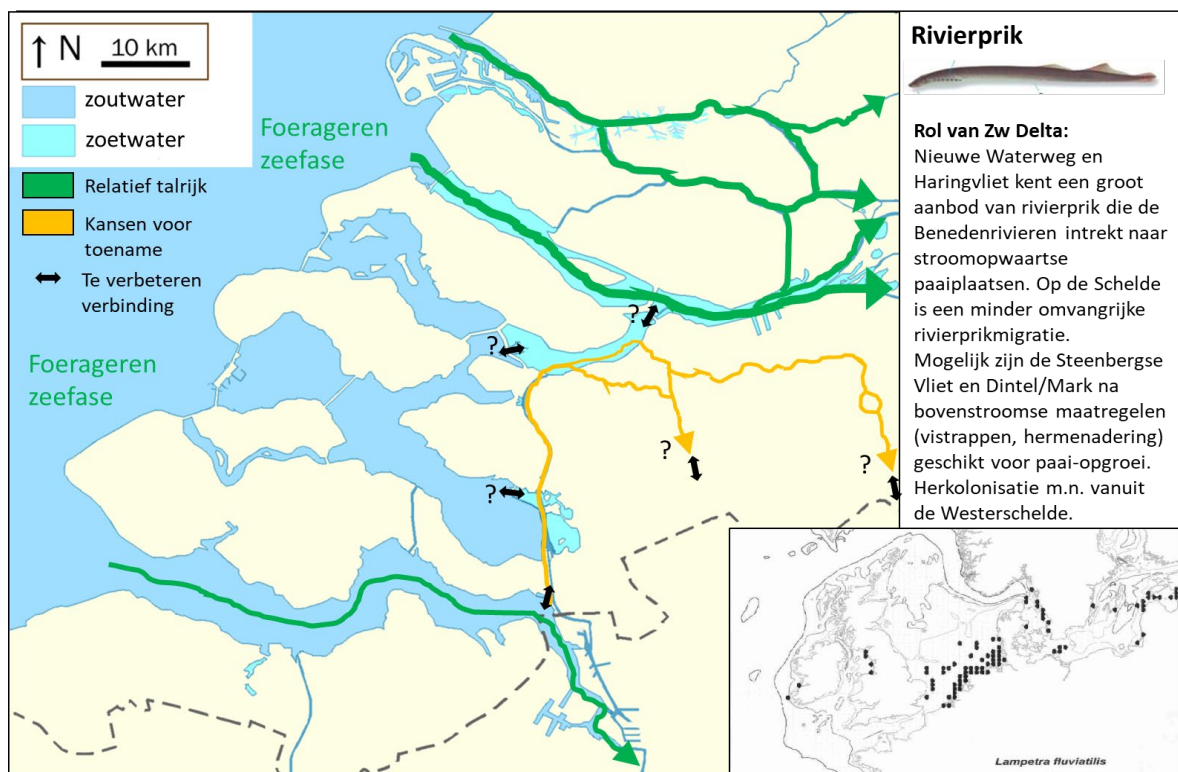 ↑ N 10 km
zoutwater
zoetwater
Relatief talrijk
Kansen voor
toename
Te verbeteren
verbinding
Foerageren
zeefase
Foerageren
zeefase
?
?
?
?
?
Rivierprik
Rol van Zw Delta:
Nieuwe Waterweg en
Haringvliet kent een groot
aanbod van rivierprik die de
Benedenrivieren intrekt naar
stroomopwaartse
paaiplaatsen. Op de Schelde
is een minder omvangrijke
rivierprikmigratie.
Mogelijk zijn de Steenbergse
Vliet en Dintel/Mark na
bovenstroomse maatregelen
(vistrappen, hermenadering)
geschikt voor paai-opgroei.
Herkolonisatie m.n. vanuit
de Westerschelde.
Lampetra fluviatilis